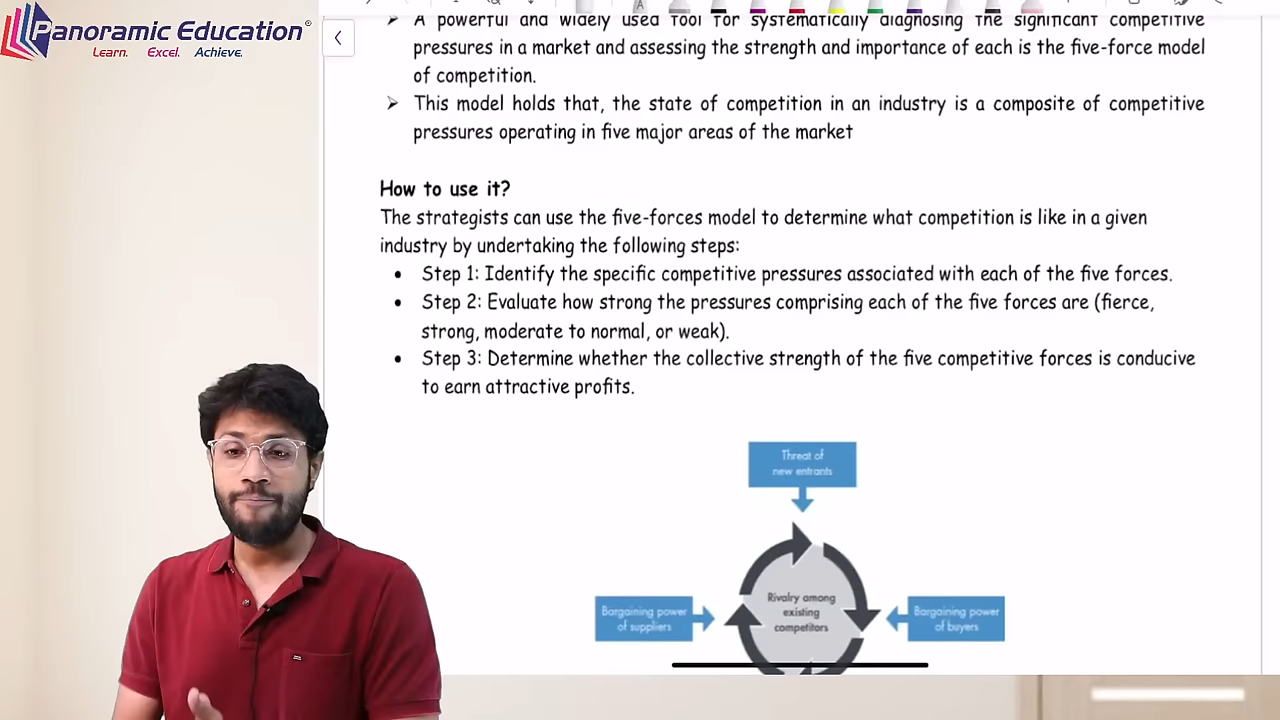 Panoramic Education®
Learn. Excel. Achieve.
A powerful and widely used tool for systematically diagnosing the significant competitive
pressures in a market and assessing the strength and importance of each is the five-force model
of competition.
This model holds that, the state of competition in an industry is a composite of competitive
pressures operating in five major areas of the market
How to use it?
The strategists can use the five-forces model to determine what competition is like in a given
industry by undertaking the following steps:
Step 1: Identify the specific competitive pressures associated with each of the five forces.
Step 2: Evaluate how strong the pressures comprising each of the five forces are (fierce,
strong, moderate to normal, or weak).
Step 3: Determine whether the collective strength of the five competitive forces is conducive
to earn attractive profits.
Threat of
new entrants
Rivalry among
existing
competitors
Bargaining power
of suppliers
Bargaining power
of buyers